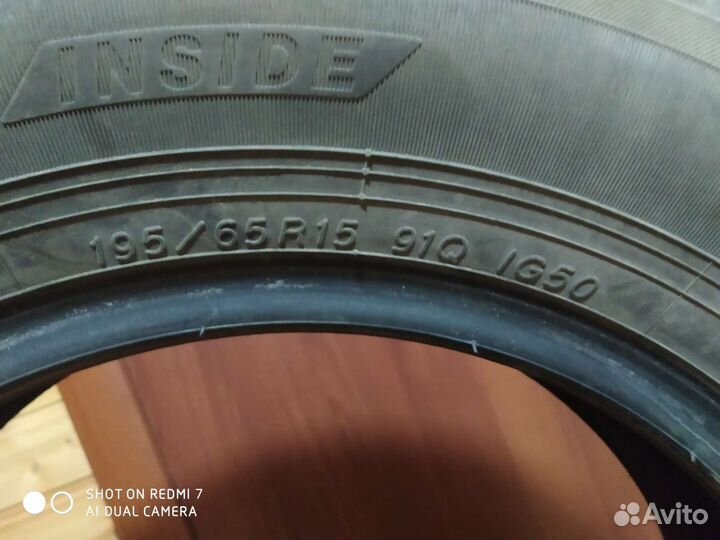 INSIDE
195/65R15 91Q IG50
SHOT ON REDMI 7
AI DUAL CAMERA
Avito